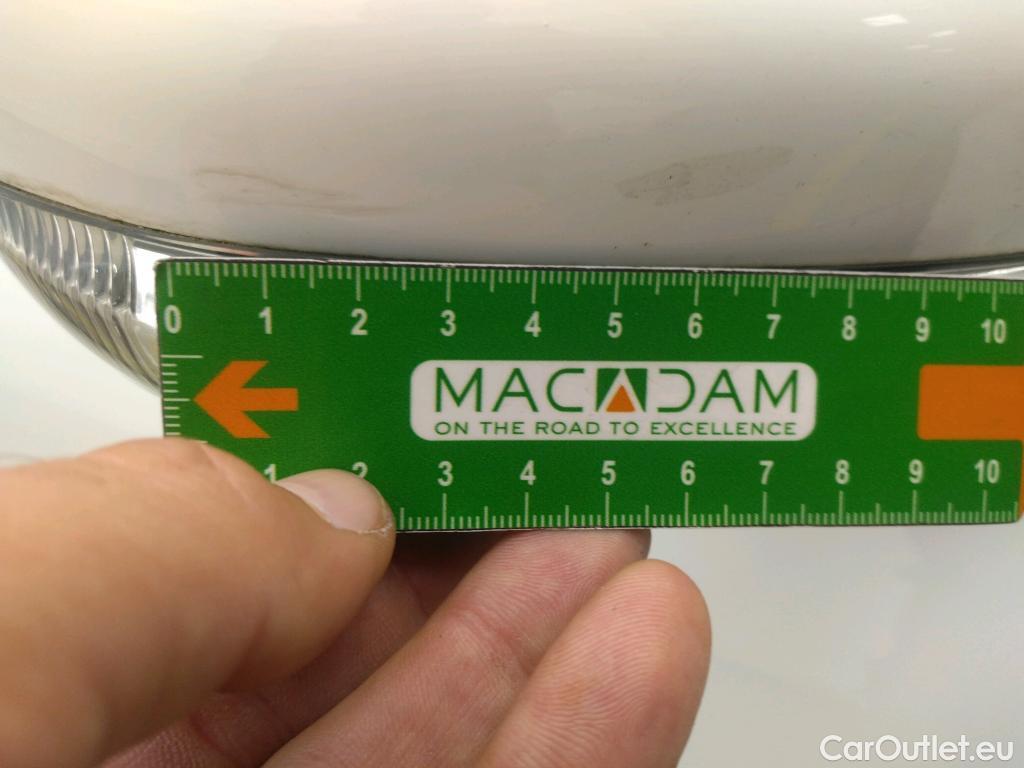 0 1 2 3 4 5 6 7 8 9 10
MACADAM
ON THE ROAD TO EXCELLENCE
1 2 3 4 5 6 7 8 9 10
CarOutlet.eu